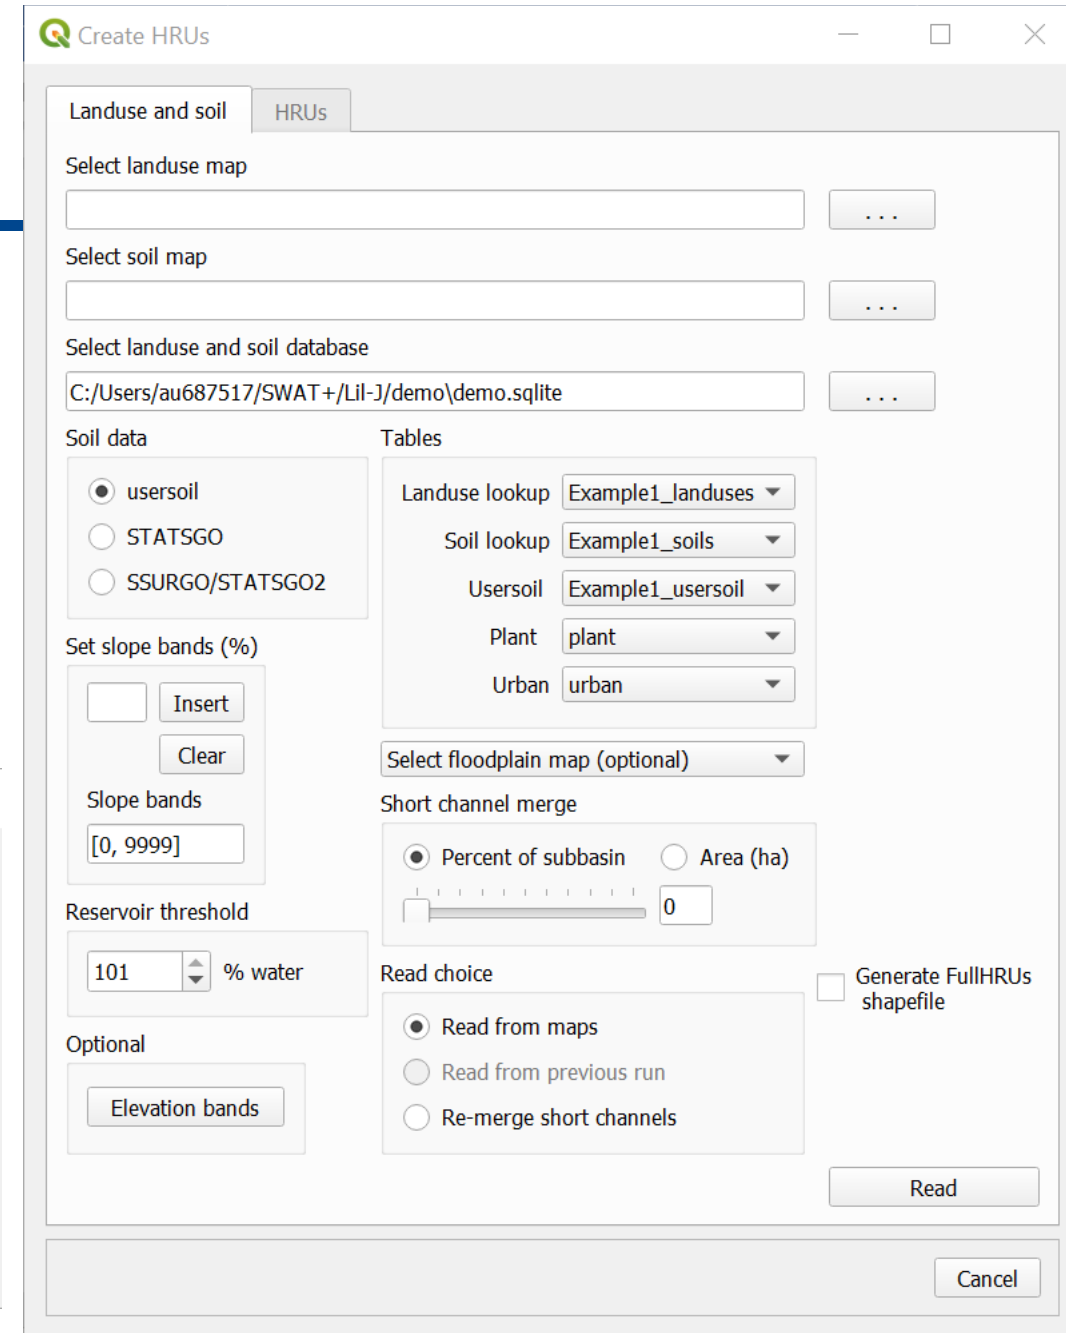 Create HRUs
Landuse and soil
HRUs
Select landuse map
...
Select soil map
...
Select landuse and soil database
C:/Users/au687517/SWAT+/Lil-J/demo\demo.sqlite
...
Soil data
usersoil
STATSGO
SSURGO/STATSGO2
Tables
Landuse lookup Example1_landuses
Soil lookup Example1_soils
Usersoil Example1_usersoil
Plant plant
Urban urban
Set slope bands (%)
Insert
Clear
Slope bands
[0, 9999]
Select floodplain map (optional)
Short channel merge
Percent of subbasin
Area (ha)
0
Reservoir threshold
101 % water
Read choice
Read from maps
Read from previous run
Re-merge short channels
Generate FullHRUs
shapefile
Optional
Elevation bands
Read
Cancel